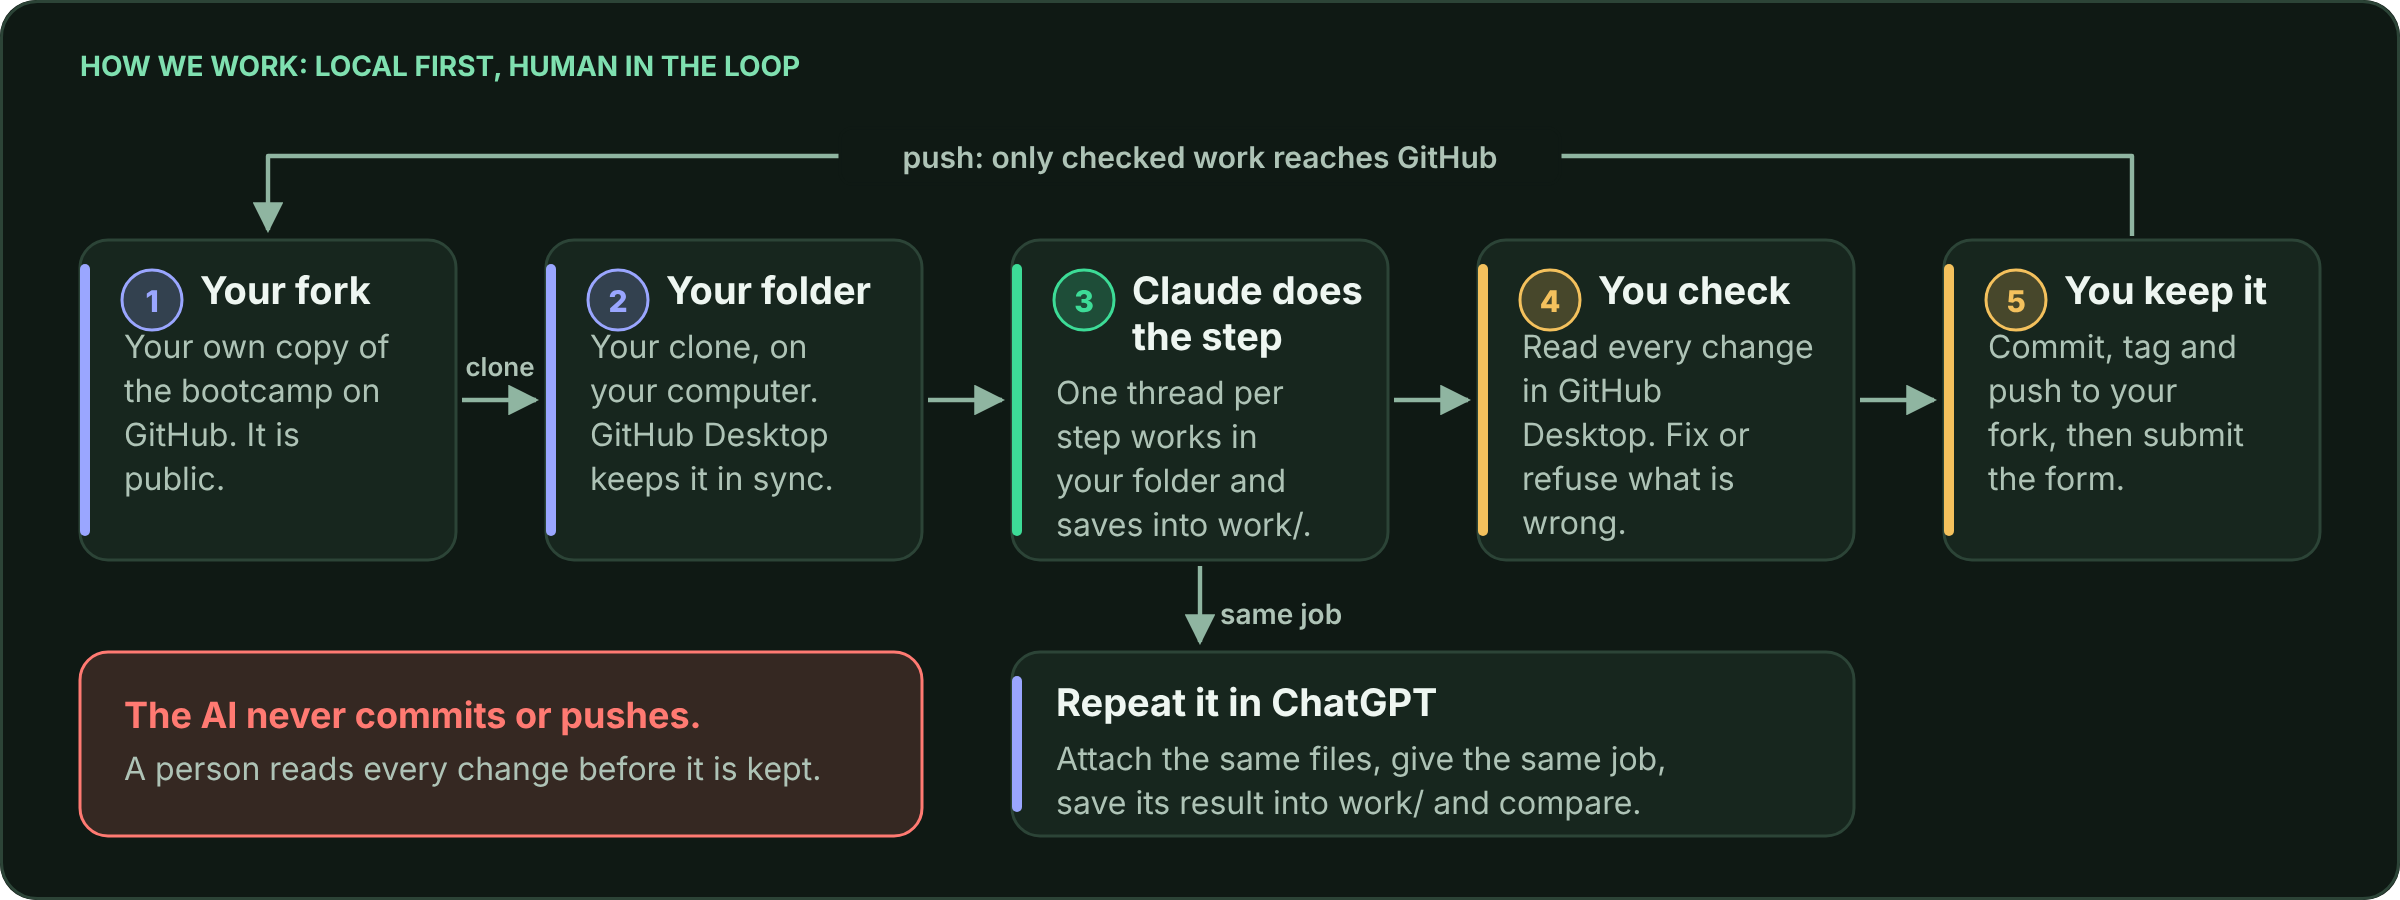 HOW WE WORK: LOCAL FIRST, HUMAN IN THE LOOP
push: only checked work reaches GitHub
1
Your fork
Your own copy of
the bootcamp on
GitHub. It is
public.
clone
2
Your folder
Your clone, on
your computer.
GitHub Desktop
keeps it in sync.
3
Claude does
the step
One thread per
step works in
your folder and
saves into work/.
4
You check
Read every change
in GitHub
Desktop. Fix or
refuse what is
wrong.
5
You keep it
Commit, tag and
push to your
fork, then submit
the form.
same job
The AI never commits or pushes.
A person reads every change before it is kept.
Repeat it in ChatGPT
Attach the same files, give the same job,
save its result into work/ and compare.